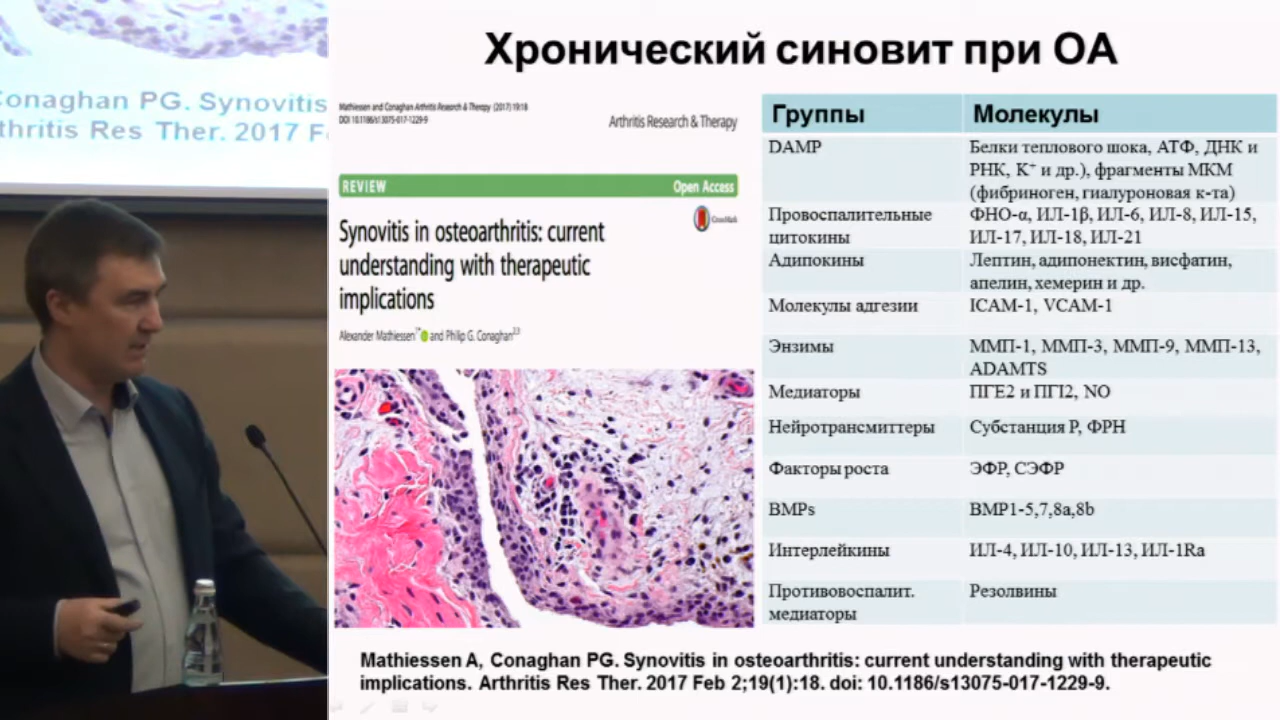 Conaghan PG. Synovitis
thritis Res Ther. 2017 F
Хронический синовит при ОА
Mathiessen and Conaghan Arthritis Research & Therapy (2017) 19:18
DOI 10.1186/s13075-017-1229-9
Arthritis Research & Therapy
REVIEW Open Access
CrossMark
Synovitis in osteoarthritis: current
understanding with therapeutic
implications
Alexander Mathiessen1* and Philip G. Conaghan2,3
Группы Молекулы
DAMP Белки теплового шока, АТФ, ДНК и
РНК, K⁺ и др.), фрагменты МКМ
(фибриноген, гиалуроновая к-та)
Провоспалительные ФНО-α, ИЛ-1β, ИЛ-6, ИЛ-8, ИЛ-15,
цитокины ИЛ-17, ИЛ-18, ИЛ-21
Адипокины Лептин, адипонектин, висфатин,
апелин, хемерин и др.
Молекулы адгезии ICAM-1, VCAM-1
Энзимы ММП-1, ММП-3, ММП-9, ММП-13,
ADAMTS
Медиаторы ПГЕ2 и ПГI2, NO
Нейротрансмиттеры Субстанция Р, ФРН
Факторы роста ЭФР, СЭФР
BMPs BMP1-5,7,8a,8b
Интерлейкины ИЛ-4, ИЛ-10, ИЛ-13, ИЛ-1Ra
Противовоспалит. Резолвины
медиаторы
Mathiessen A, Conaghan PG. Synovitis in osteoarthritis: current understanding with therapeutic
implications. Arthritis Res Ther. 2017 Feb 2;19(1):18. doi: 10.1186/s13075-017-1229-9.